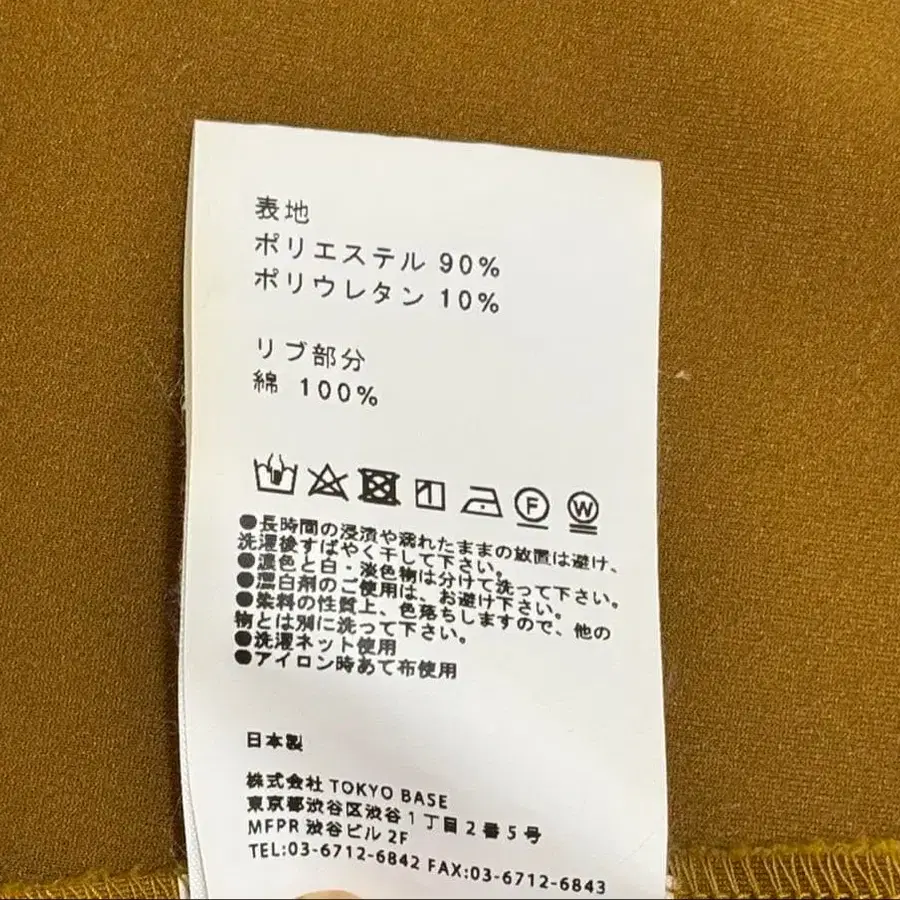 表地
ポリエステル 90%
ポリウレタン 10%
リブ部分
綿 100%
F W
●長時間の浸漬や濡れたままの放置は避け、
洗濯後すばやく干して下さい。
●濃色と白・淡色物は分けて洗って下さい。
●漂白剤のご使用は、お避け下さい。
●染料の性質上、色落ちしますので、他の
物とは別に洗って下さい。
●洗濯ネット使用
●アイロン時あて布使用
日本製
株式会社 TOKYO BASE
東京都渋谷区渋谷1丁目2番5号
MFPR 渋谷ビル 2F
TEL:03-6712-6842 FAX:03-6712-6843